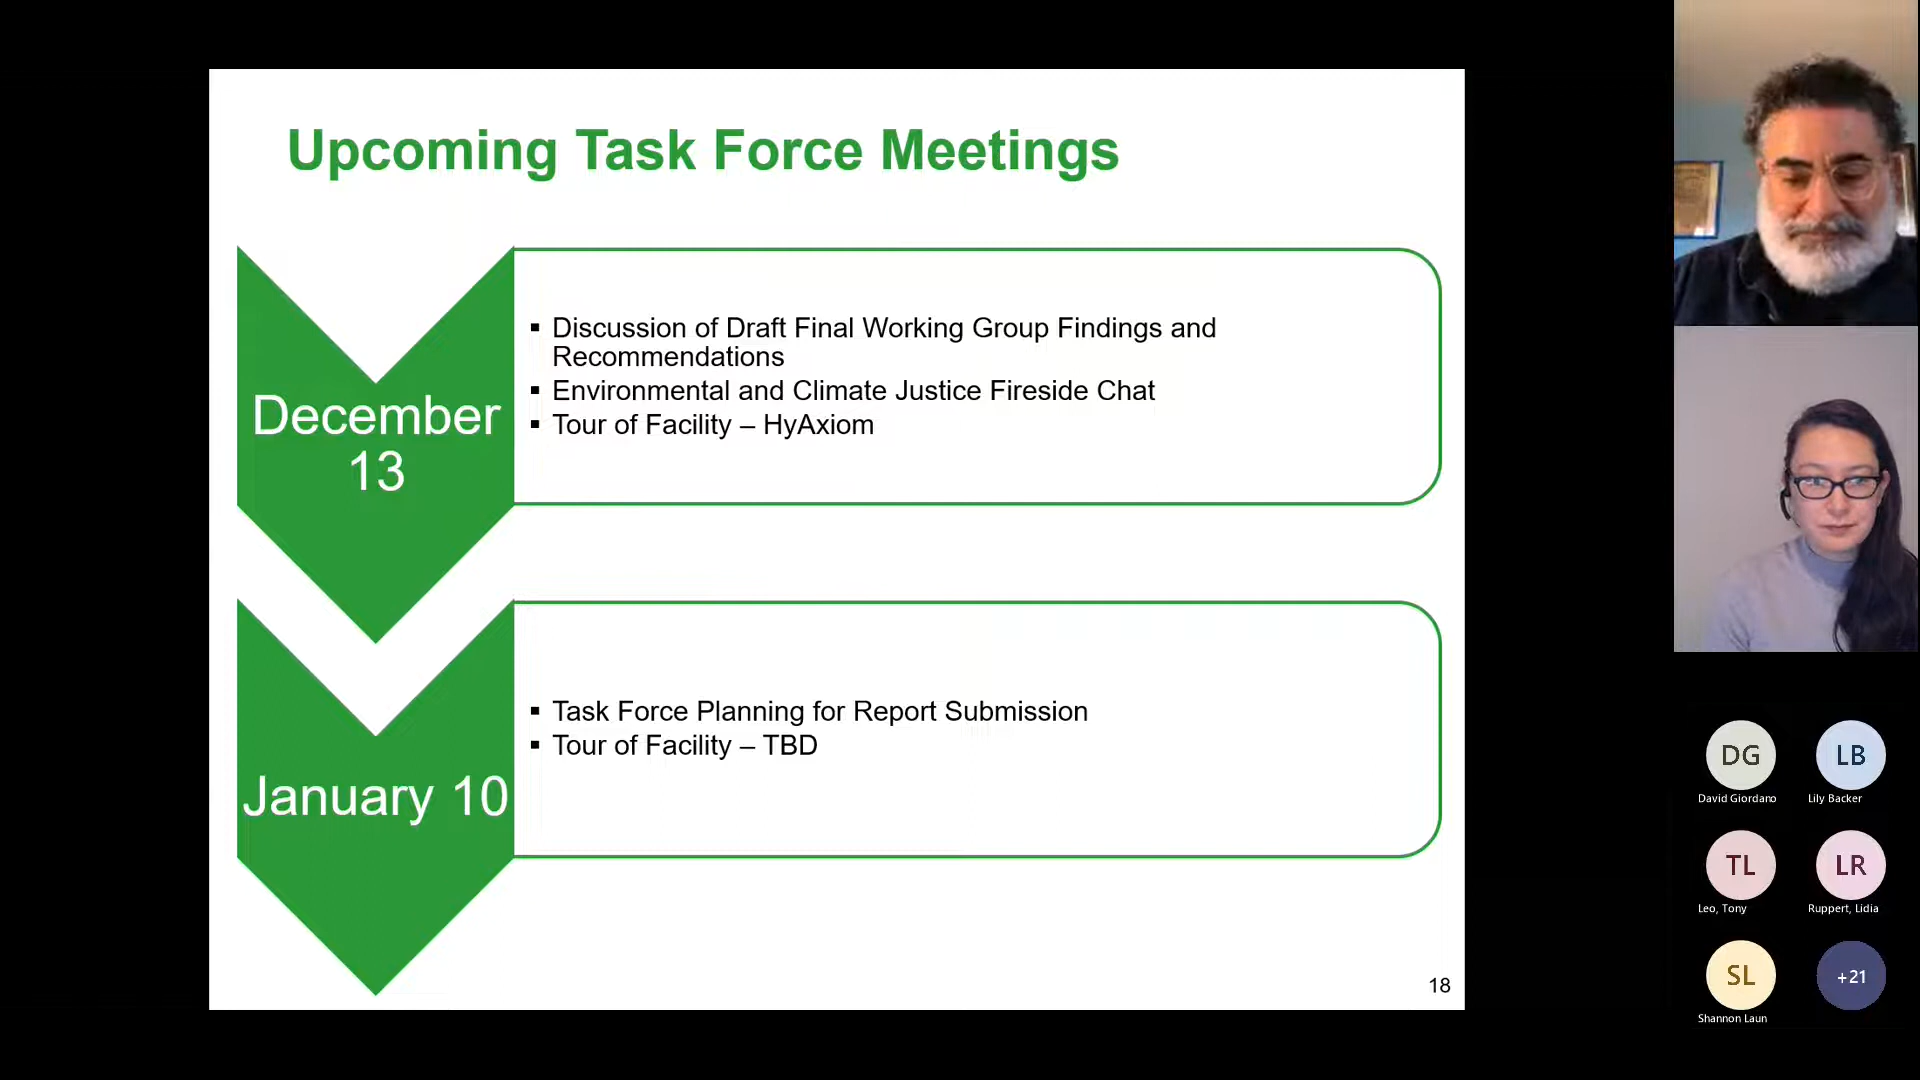 Upcoming Task Force Meetings
December
13
▪ Discussion of Draft Final Working Group Findings and
Recommendations
▪ Environmental and Climate Justice Fireside Chat
▪ Tour of Facility – HyAxiom
January 10
▪ Task Force Planning for Report Submission
▪ Tour of Facility – TBD
18
DG
David Giordano
LB
Lily Backer
TL
Leo, Tony
LR
Ruppert, Lidia
SL
Shannon Laun
+21